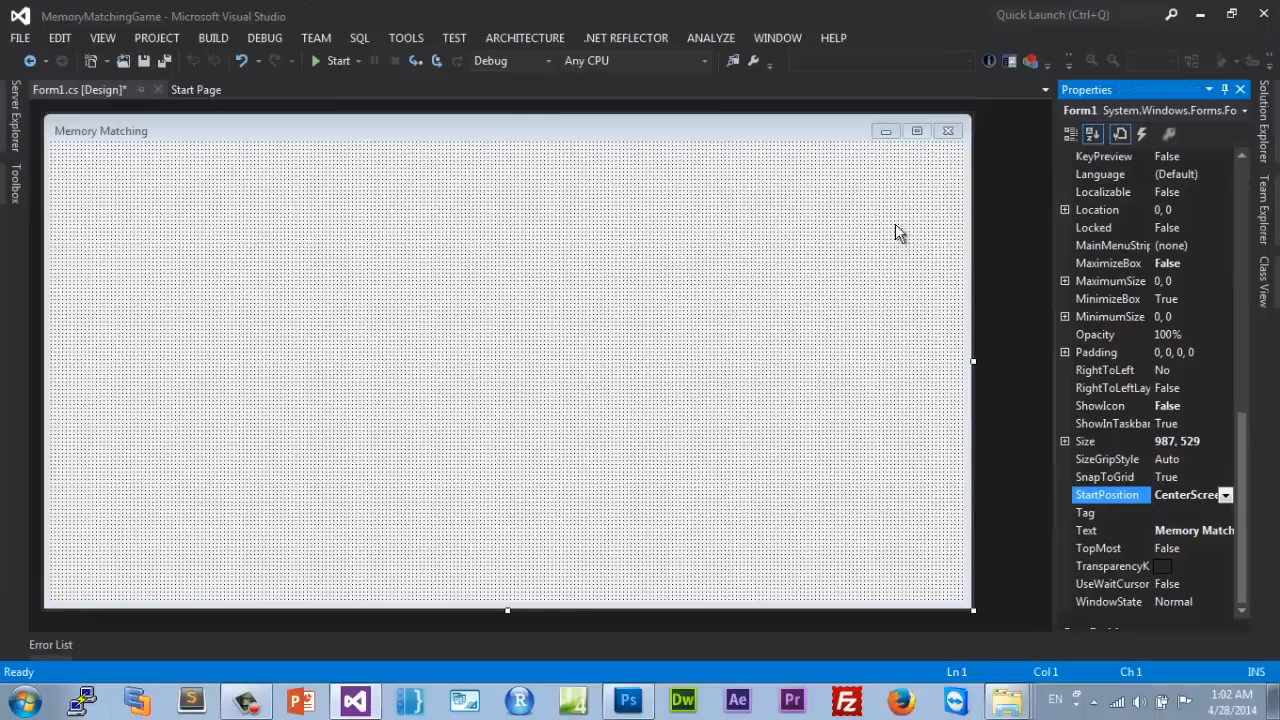 MemoryMatchingGame - Microsoft Visual Studio
Quick Launch (Ctrl+Q)
FILE EDIT VIEW PROJECT BUILD DEBUG TEAM SQL TOOLS TEST ARCHITECTURE .NET REFLECTOR ANALYZE WINDOW HELP
Start Debug Any CPU
Form1.cs [Design]* Start Page
Properties
Form1 System.Windows.Forms.Fo
Server Explorer
Toolbox
Solution Explorer
Team Explorer
Class View
Memory Matching
KeyPreview False
Language (Default)
Localizable False
Location 0, 0
Locked False
MainMenuStrip (none)
MaximizeBox False
MaximumSize 0, 0
MinimizeBox True
MinimumSize 0, 0
Opacity 100%
Padding 0, 0, 0, 0
RightToLeft No
RightToLeftLay False
ShowIcon False
ShowInTaskbar True
Size 987, 529
SizeGripStyle Auto
SnapToGrid True
StartPosition CenterScree
Tag
Text Memory Match
TopMost False
TransparencyK
UseWaitCursor False
WindowState Normal
Error List
Ready Ln 1 Col 1 Ch 1 INS
S P R 4 Ps Dw Ae Pr Fz EN
1:02 AM
4/28/2014